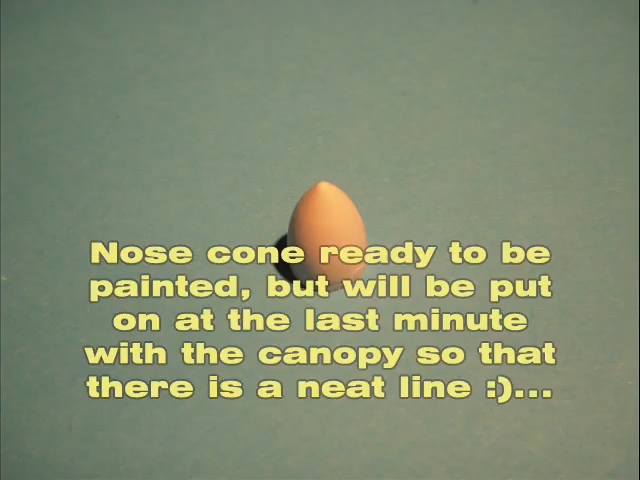 Nose cone ready to be
painted, but will be put
on at the last minute
with the canopy so that
there is a neat line :)...